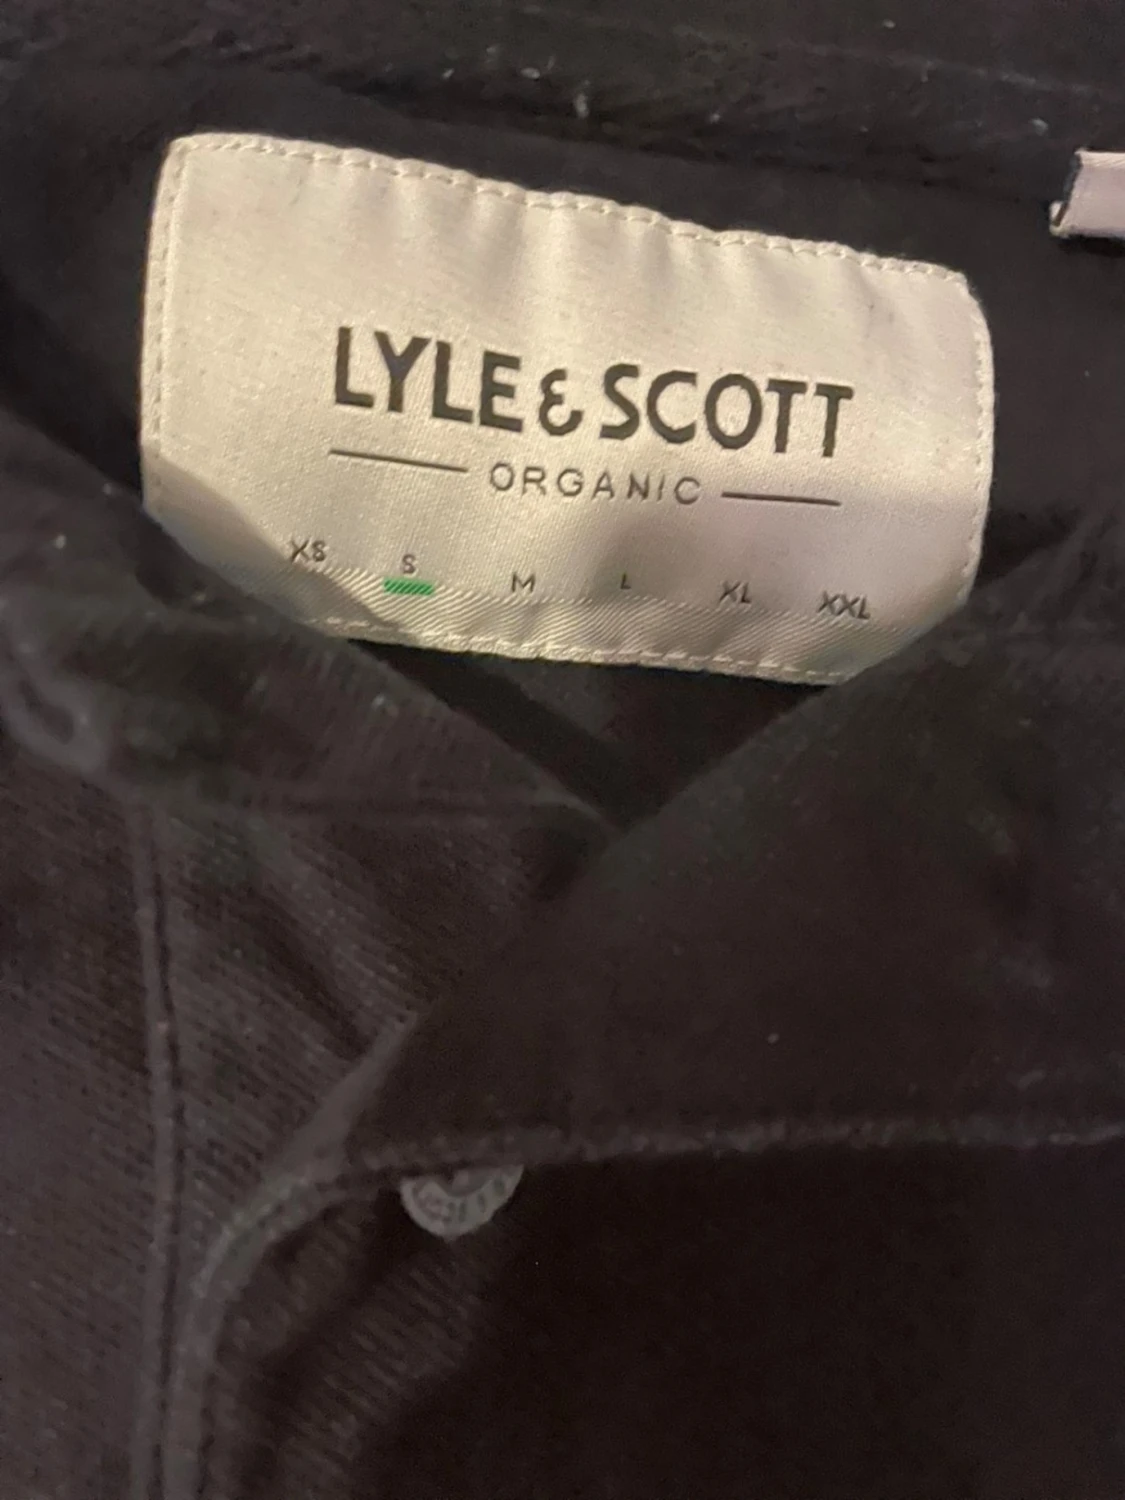 LYLE & SCOTT
ORGANIC
XS S M L XL XXL